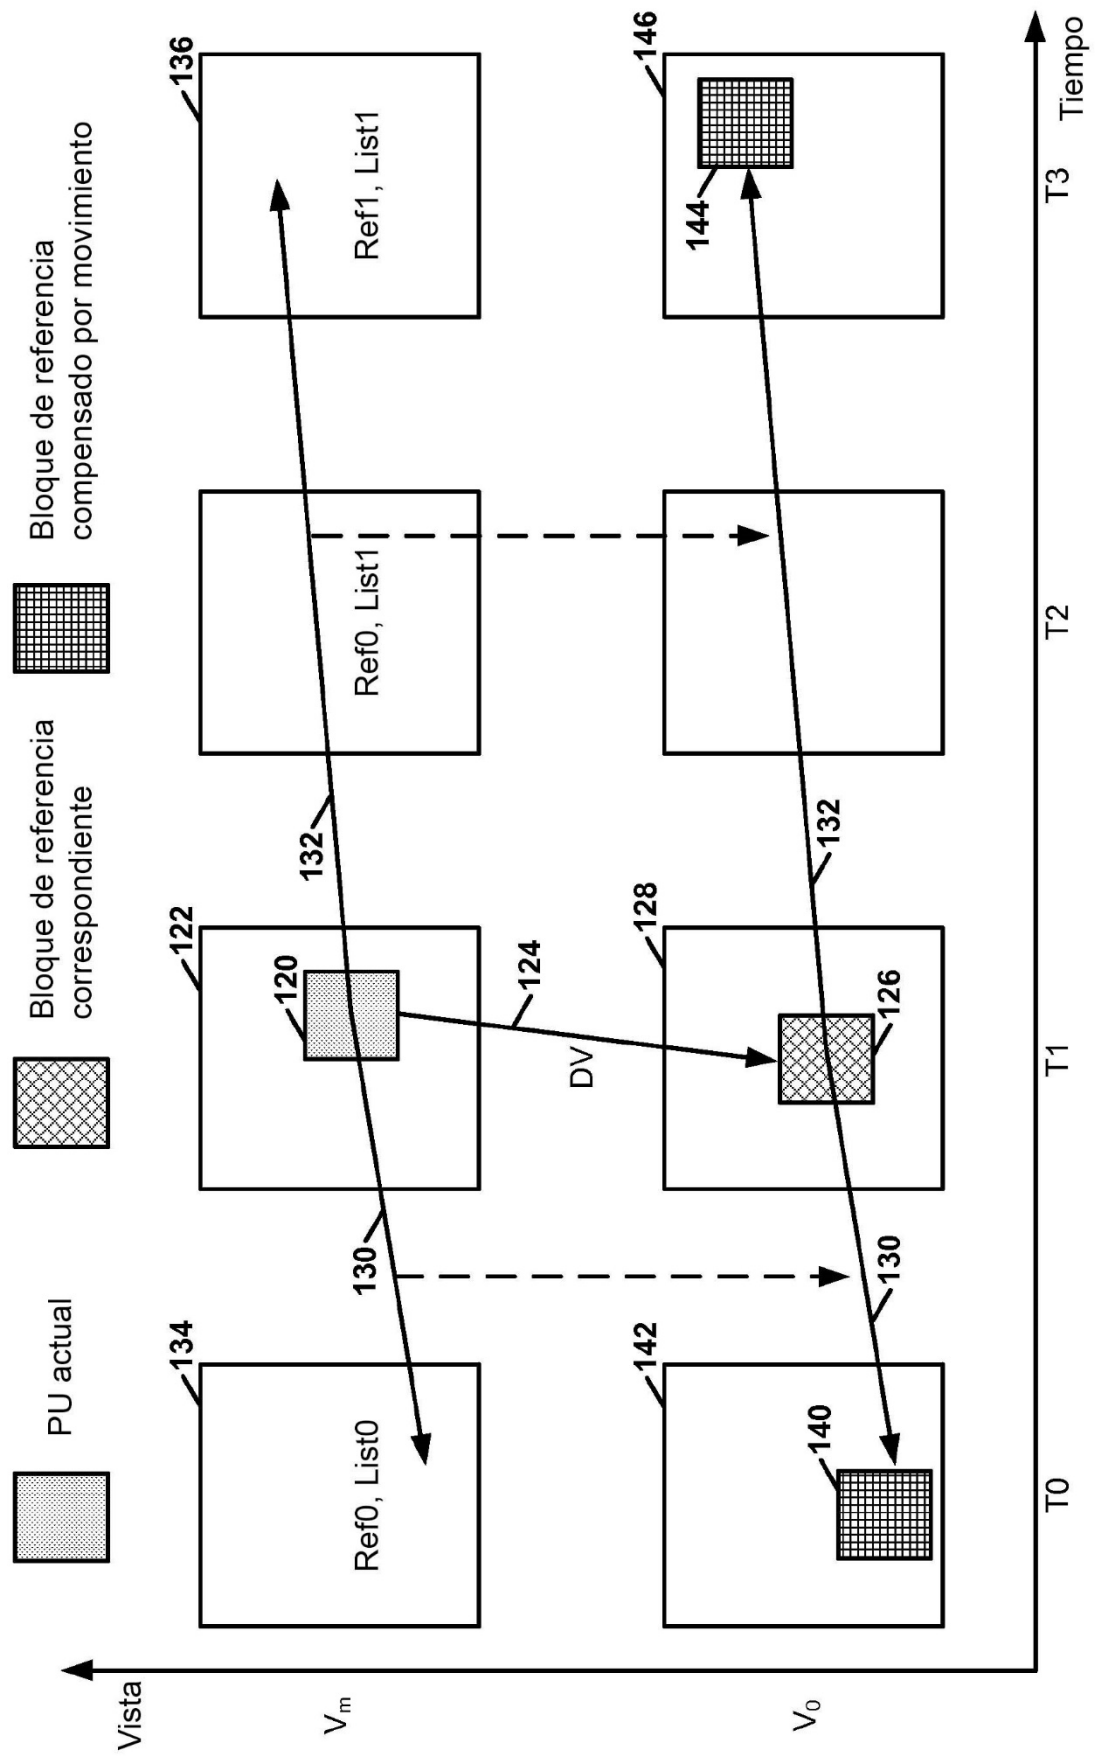 PU actual
Bloque de referencia
correspondiente
Bloque de referencia
compensado por movimiento
Vista
134
122
136
120
132
Ref0, List1
Ref1, List1
Vm
130
Ref0, List0
124
DV
142
128
146
144
140
132
126
130
V0
T0
T1
T2
T3
Tiempo